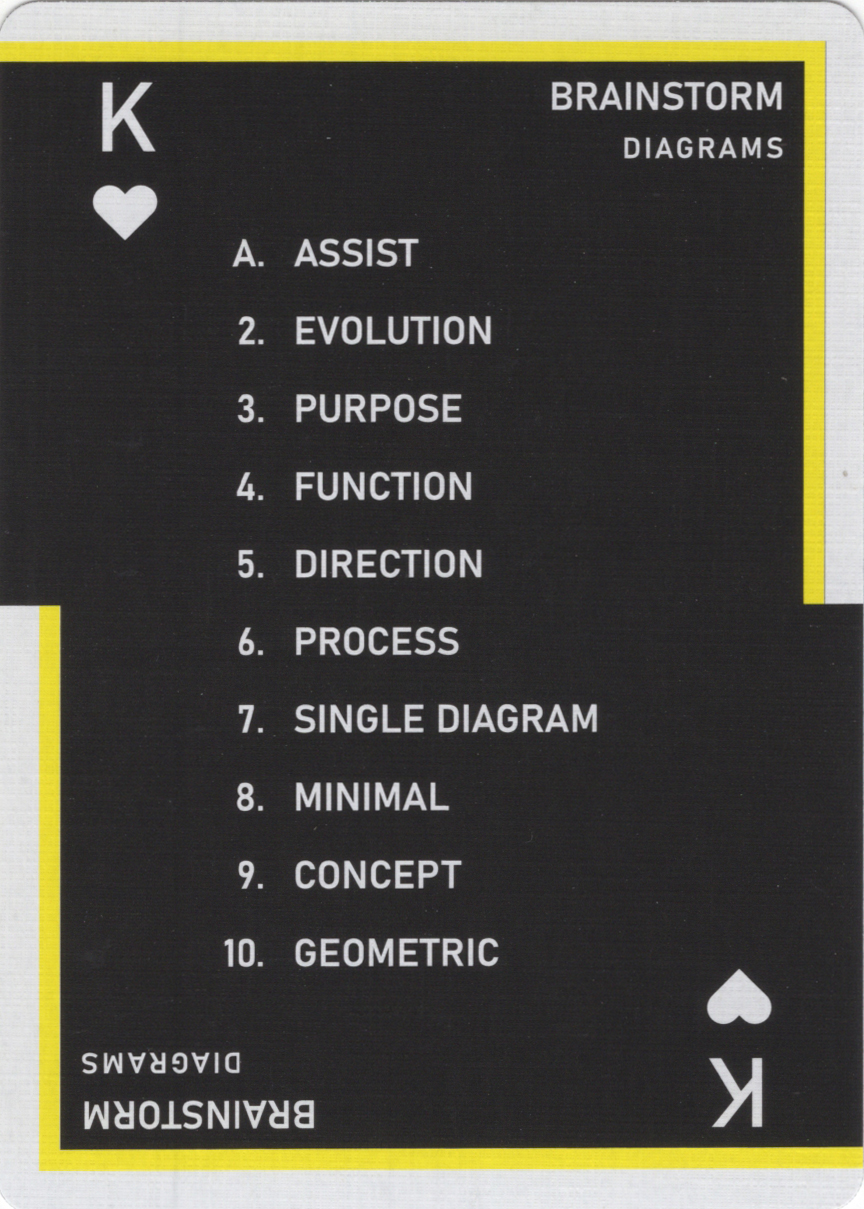 K
BRAINSTORM
DIAGRAMS
A. ASSIST
2. EVOLUTION
3. PURPOSE
4. FUNCTION
5. DIRECTION
6. PROCESS
7. SINGLE DIAGRAM
8. MINIMAL
9. CONCEPT
10. GEOMETRIC
K
DIAGRAMS
BRAINSTORM